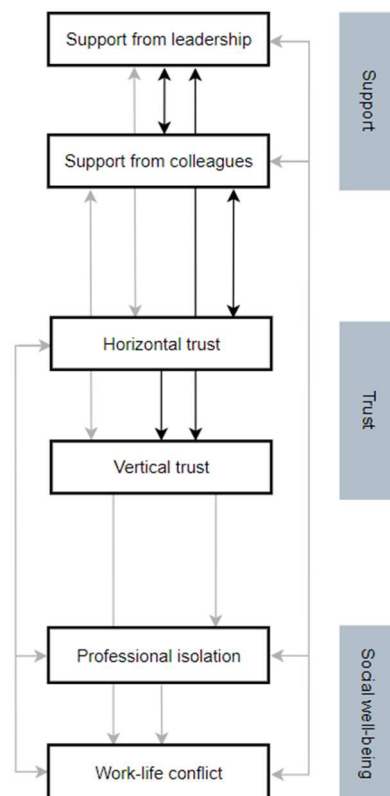 Support from leadership
Support from colleagues
Support
Horizontal trust
Vertical trust
Trust
Professional isolation
Work-life conflict
Social well-being